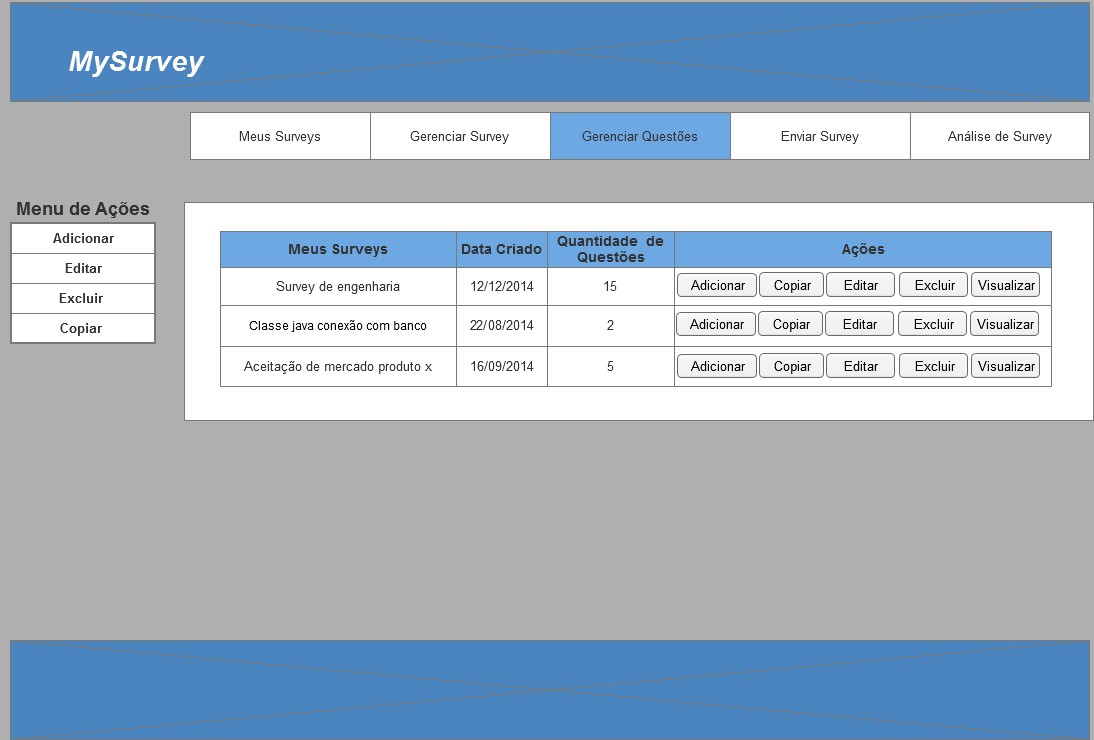 MySurvey
Meus Surveys Gerenciar Survey Gerenciar Questões Enviar Survey Análise de Survey
Menu de Ações
Adicionar
Editar
Excluir
Copiar
Meus Surveys Data Criado Quantidade de Questões Ações
Survey de engenharia 12/12/2014 15 Adicionar Copiar Editar Excluir Visualizar
Classe java conexão com banco 22/08/2014 2 Adicionar Copiar Editar Excluir Visualizar
Aceitação de mercado produto x 16/09/2014 5 Adicionar Copiar Editar Excluir Visualizar